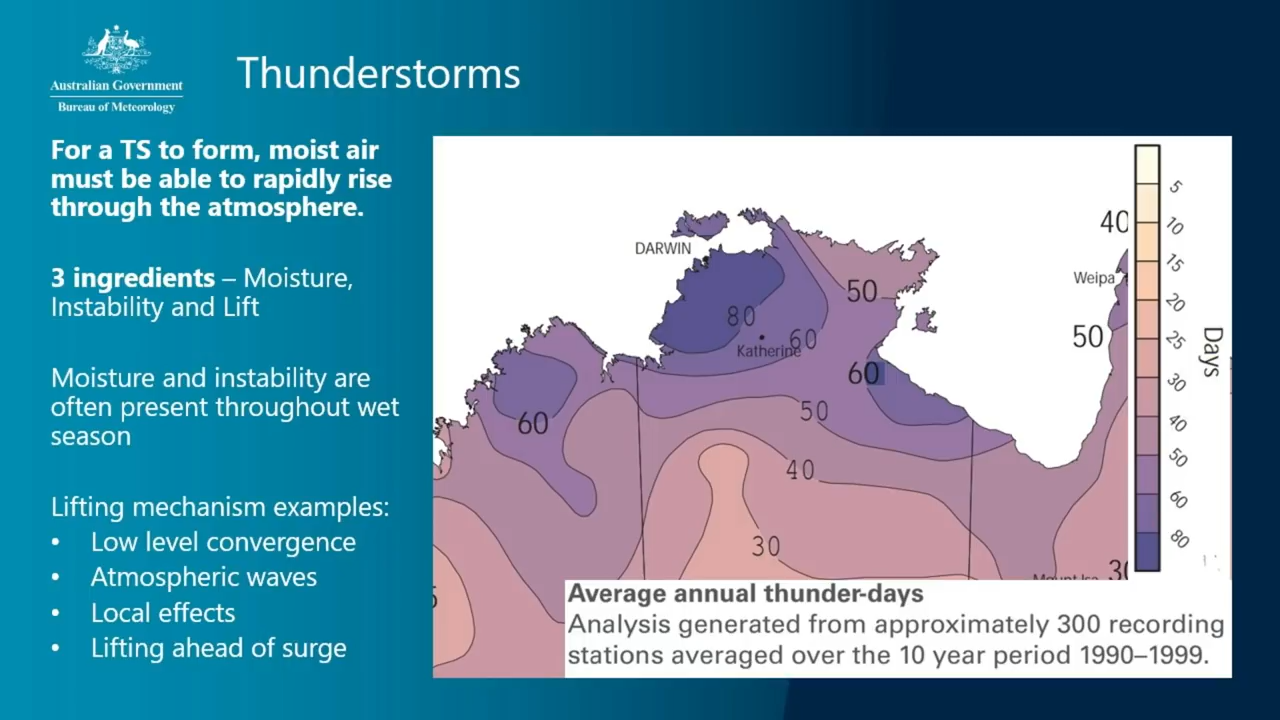 Australian Government
Bureau of Meteorology
Thunderstorms
For a TS to form, moist air
must be able to rapidly rise
through the atmosphere.
3 ingredients – Moisture,
Instability and Lift
Moisture and instability are
often present throughout wet
season
Lifting mechanism examples:
• Low level convergence
• Atmospheric waves
• Local effects
• Lifting ahead of surge
DARWIN
80
Katherine
60
50
60
60
50
40
30
40
Weipa
50
Mount Isa
30
5
5
10
15
20
25
30
40
50
60
80
Days
Average annual thunder-days
Analysis generated from approximately 300 recording
stations averaged over the 10 year period 1990–1999.